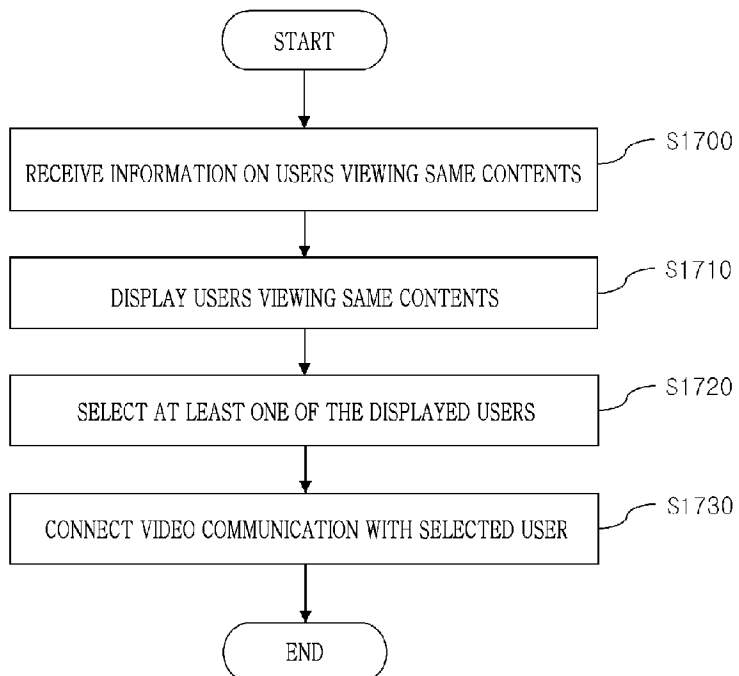 START
RECEIVE INFORMATION ON USERS VIEWING SAME CONTENTS
S1700
DISPLAY USERS VIEWING SAME CONTENTS
S1710
SELECT AT LEAST ONE OF THE DISPLAYED USERS
S1720
CONNECT VIDEO COMMUNICATION WITH SELECTED USER
S1730
END